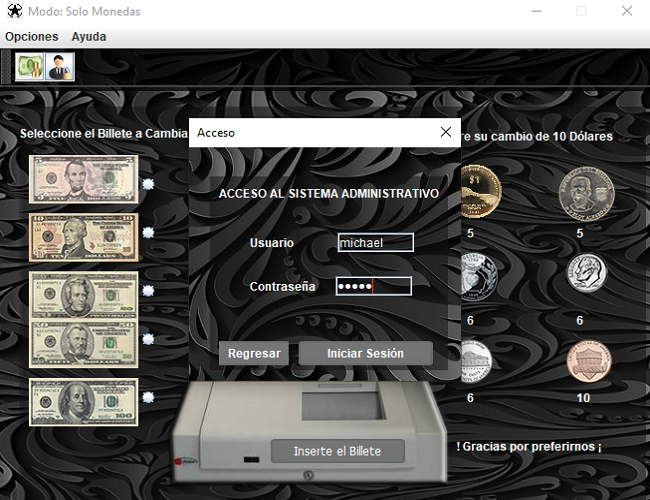 Modo: Solo Monedas
Opciones Ayuda
Seleccione el Billete a Cambia
re su cambio de 10 Dólares
Acceso
ACCESO AL SISTEMA ADMINISTRATIVO
Usuario michael
Contraseña •••••
Regresar Iniciar Sesión
5 5
6 6
6 10
Inserte el Billete
! Gracias por preferirnos ¡